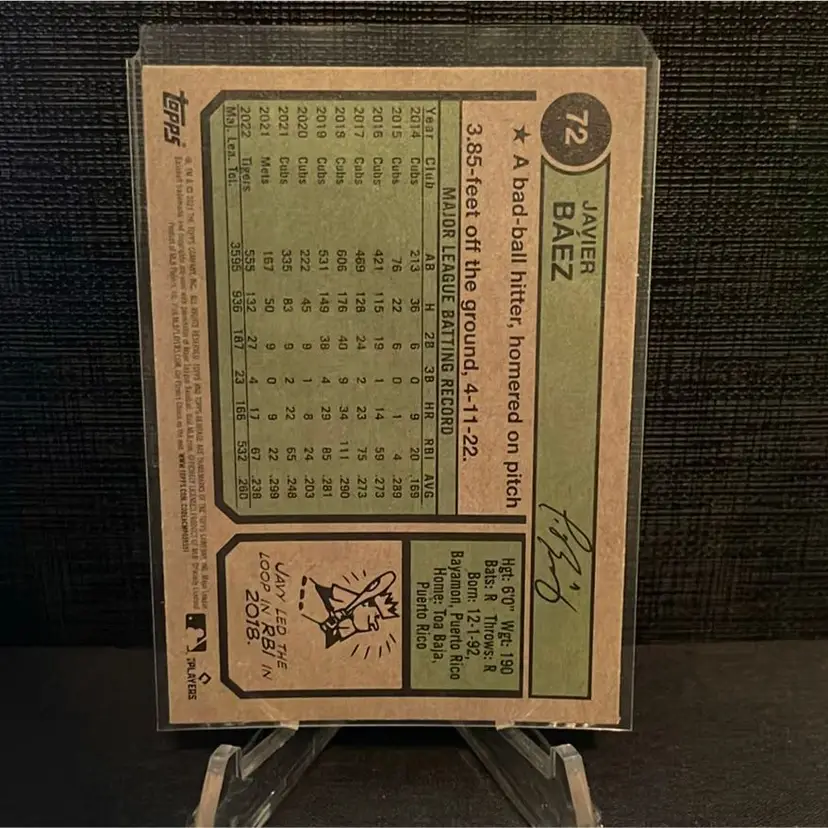 72
JAVIER
BÁEZ
★ A bad-ball hitter, homered on pitch
3.85-feet off the ground, 4-11-22.
MAJOR LEAGUE BATTING RECORD
Year Club AB H 2B 3B HR RBI AVG
2014 Cubs 213 36 6 0 9 20 .169
2015 Cubs 76 22 6 0 1 4 .289
2016 Cubs 421 115 19 1 14 59 .273
2017 Cubs 469 128 24 2 23 75 .273
2018 Cubs 606 176 40 9 34 111 .290
2019 Cubs 531 149 38 4 29 85 .281
2020 Cubs 222 45 9 1 8 24 .203
2021 Cubs 335 83 9 2 22 65 .248
2021 Mets 167 50 9 0 9 22 .299
2022 Tigers 555 132 27 4 17 67 .238
Maj. Lea. Tot. 3595 936 187 23 166 532 .260
Hgt: 6'0" Wgt: 190
Bats: R Throws: R
Born: 12-1-92,
Bayamon, Puerto Rico
Home: Toa Baja,
Puerto Rico
JAVY LED THE
LOOP IN RBI IN
2018.
TOPPS
PLAYERS